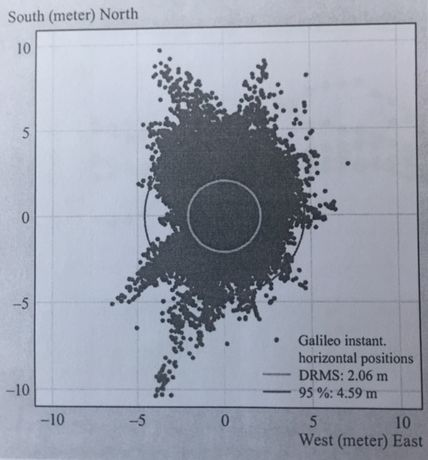 South (meter) North
10
5
0
−5
−10
Galileo instant.
horizontal positions
DRMS: 2.06 m
95 %: 4.59 m
−10 −5 0 5 10
West (meter) East